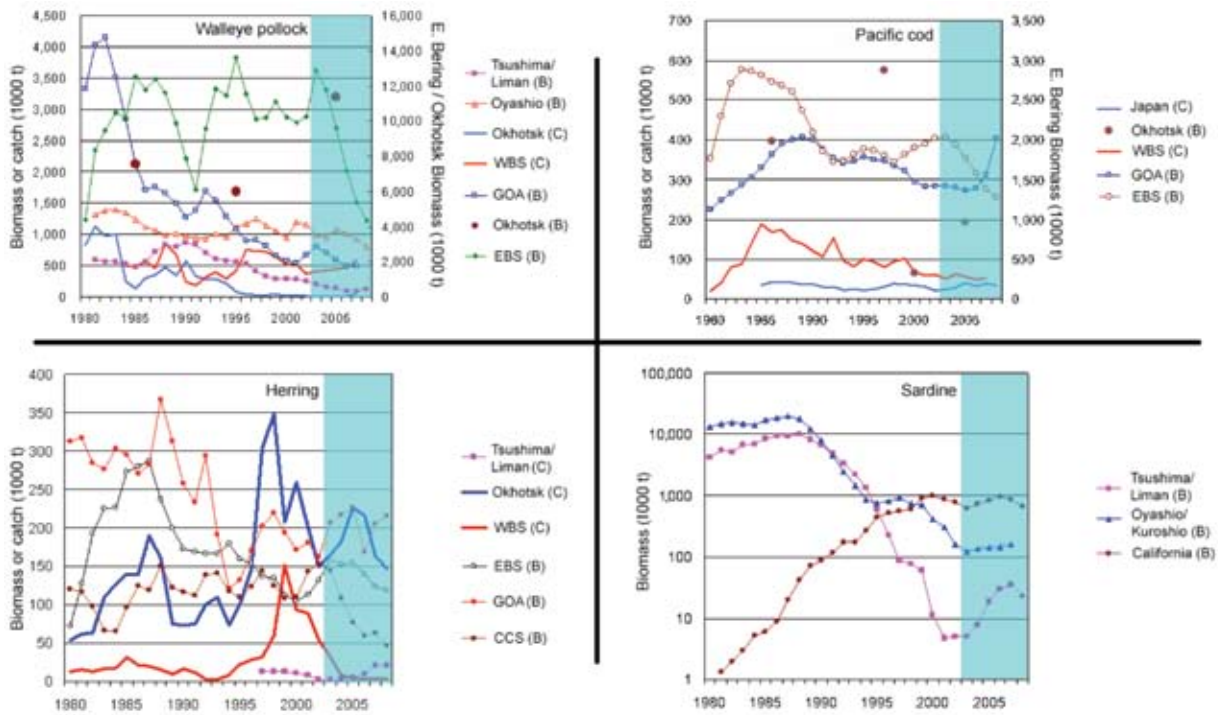 Walleye pollock
Biomass or catch (1000 t)
4,500
4,000
3,500
3,000
2,500
2,000
1,500
1,000
500
0
1980 1985 1990 1995 2000 2005
16,000
14,000
12,000
10,000
8,000
6,000
4,000
2,000
0
E. Bering / Okhotsk Biomass (1000 t)
Tsushima/
Liman (B)
Oyashio (B)
Okhotsk (C)
WBS (C)
GOA (B)
Okhotsk (B)
EBS (B)
Pacific cod
Biomass or catch (1000 t)
700
600
500
400
300
200
100
0
1980 1985 1990 1995 2000 2005
3,500
3,000
2,500
2,000
1,500
1,000
500
0
E. Bering Biomass (1000 t)
Japan (C)
Okhotsk (B)
WBS (C)
GOA (B)
EBS (B)
Herring
Biomass or catch (1000 t)
400
350
300
250
200
150
100
50
0
1980 1985 1990 1995 2000 2005
Tsushima/
Liman (C)
Okhotsk (C)
WBS (C)
EBS (B)
GOA (B)
CCS (B)
Sardine
Biomass (1000 t)
100,000
10,000
1,000
100
10
1
1980 1985 1990 1995 2000 2005
Tsushima/
Liman (B)
Oyashio/
Kuroshio (B)
California (B)